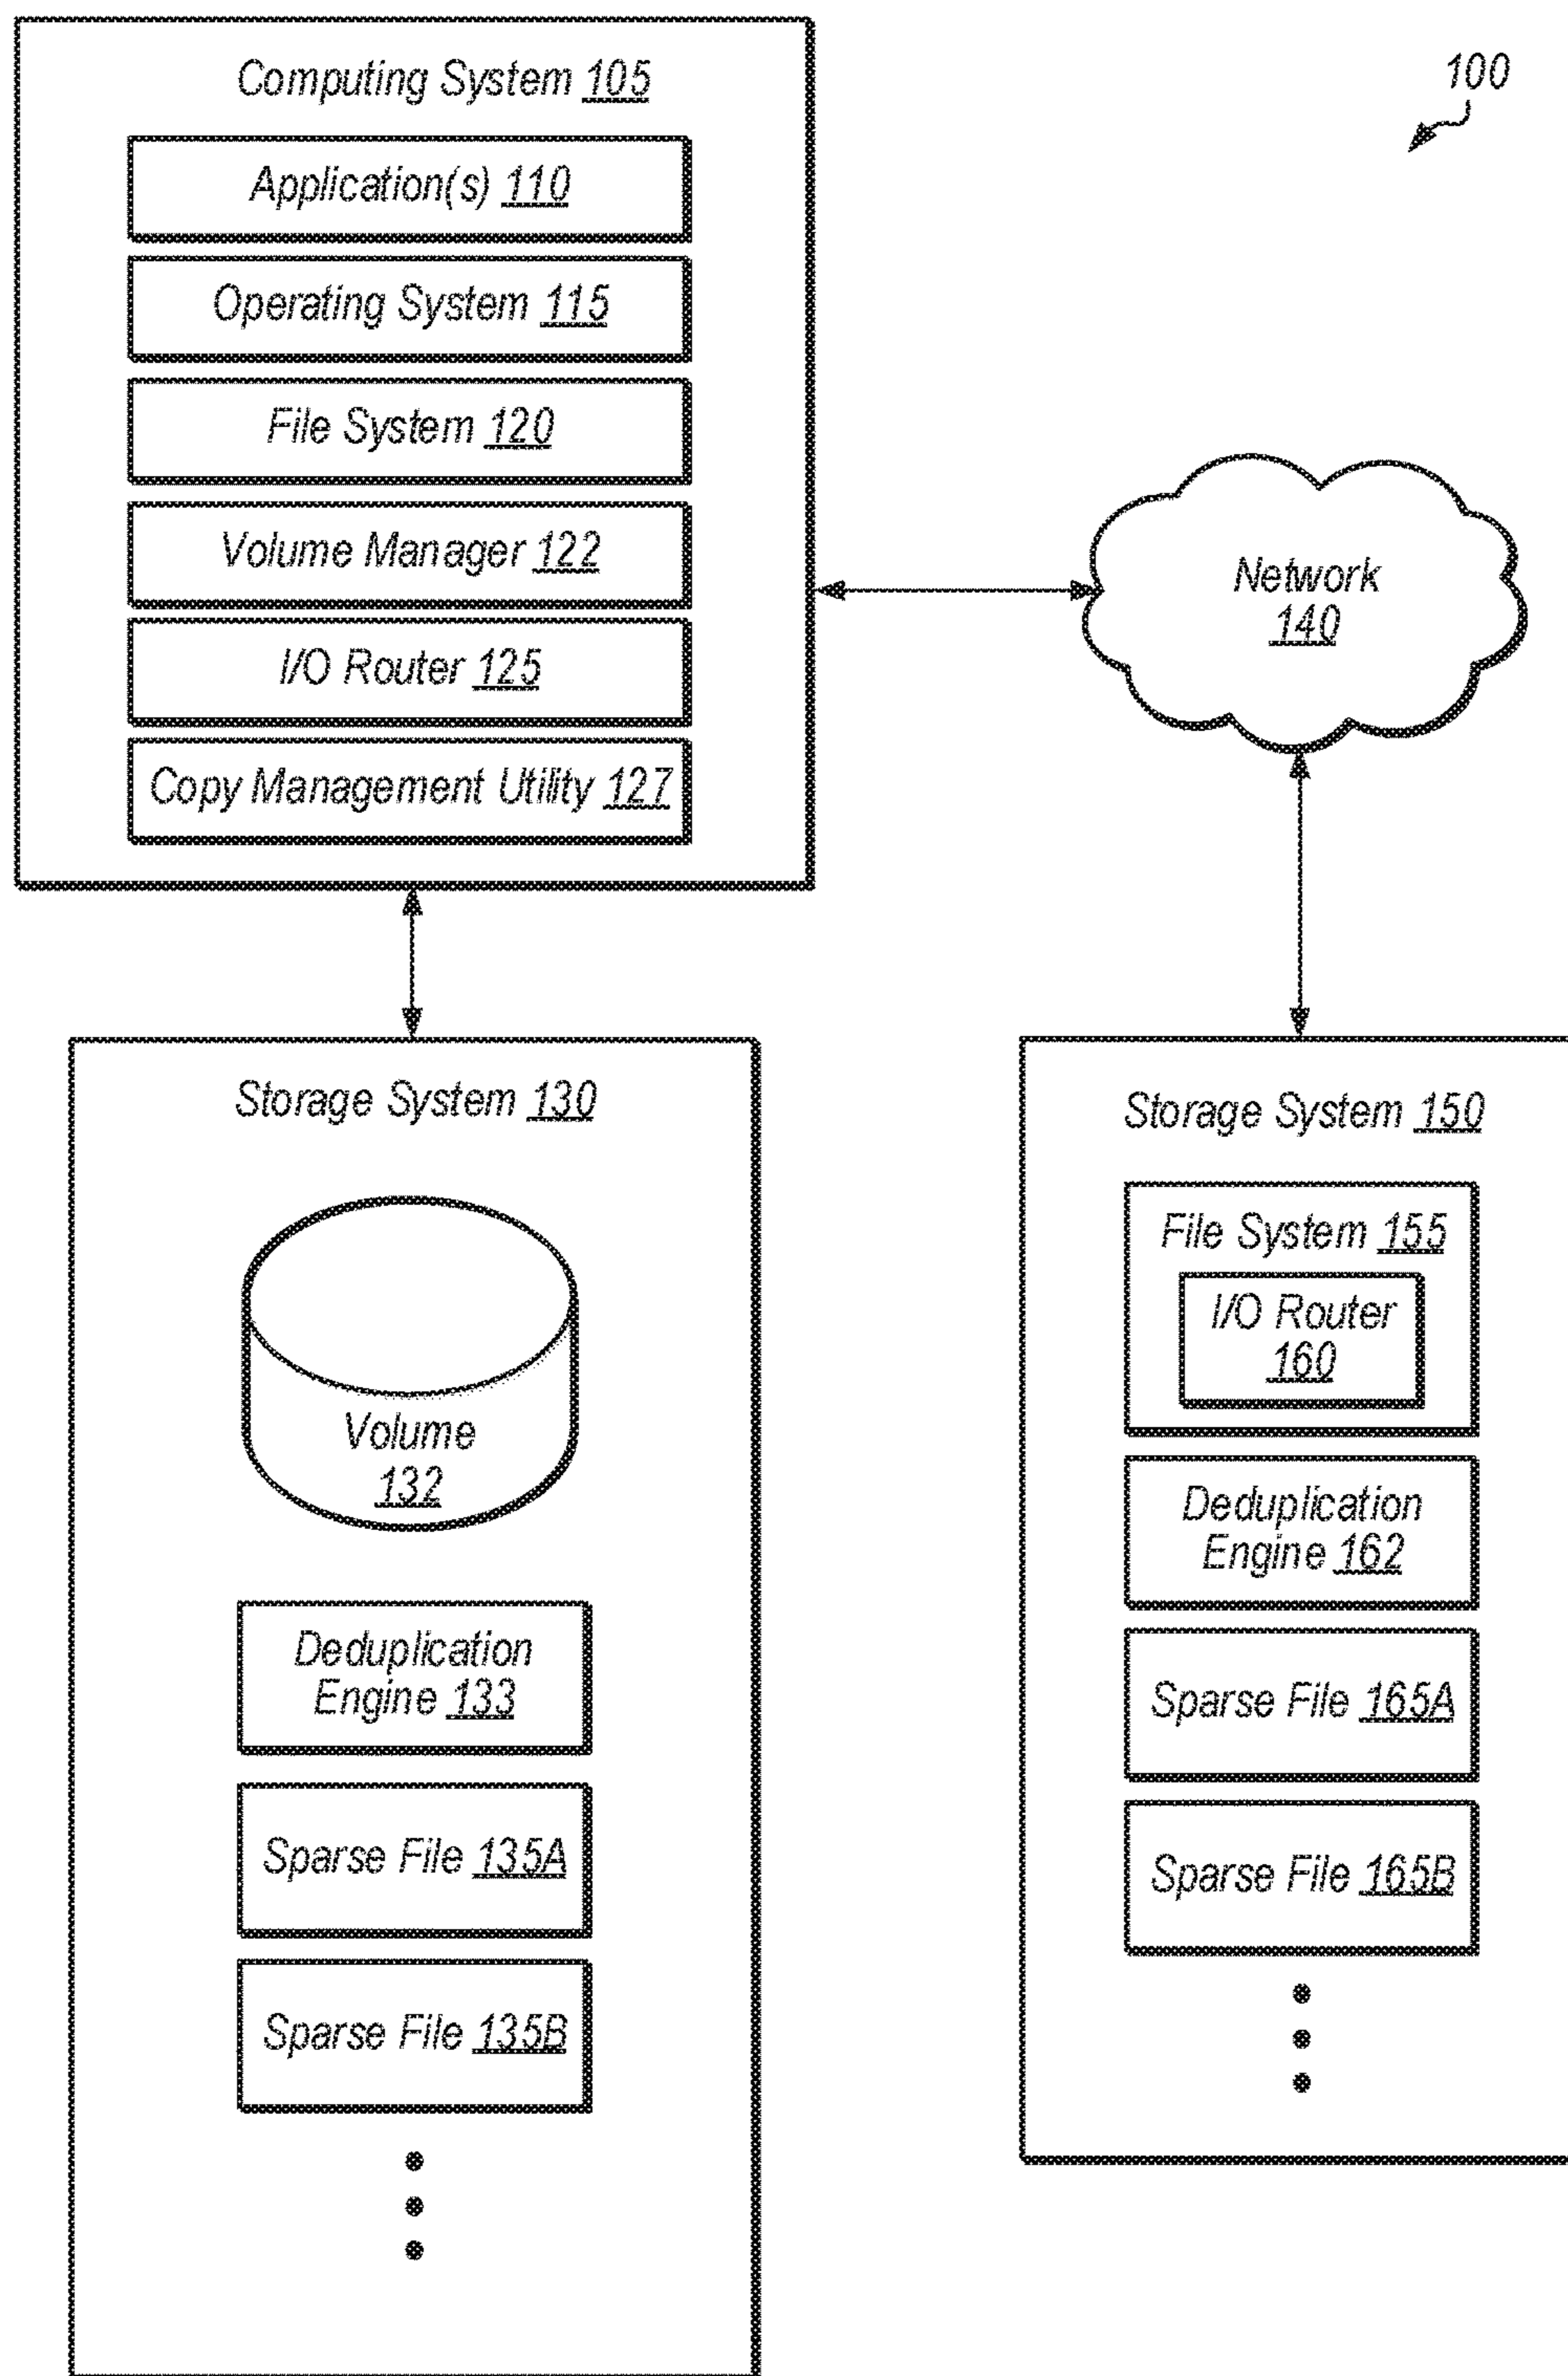 Computing System 105
100
Application(s) 110
Operating System 115
File System 120
Volume Manager 122
I/O Router 125
Copy Management Utility 127
Network
140
Storage System 130
Volume
132
Deduplication
Engine 133
Sparse File 135A
Sparse File 135B
Storage System 150
File System 155
I/O Router
160
Deduplication
Engine 162
Sparse File 165A
Sparse File 165B